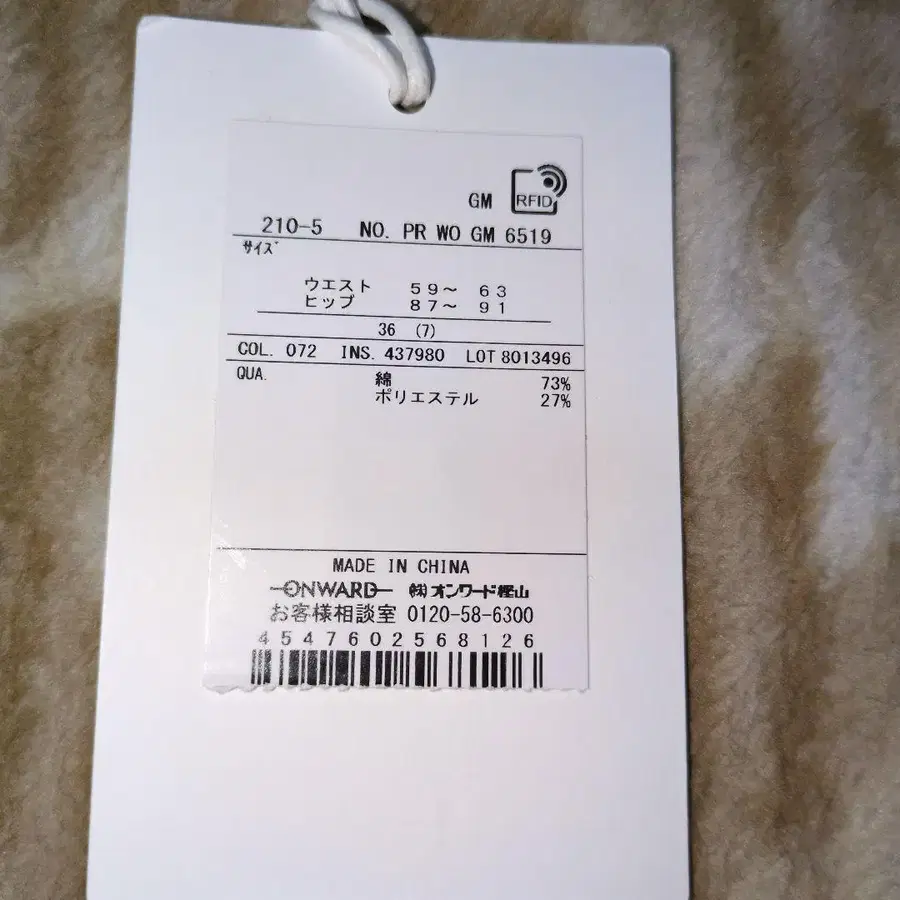 GM RFID
210-5 NO. PR WO GM 6519
サイズ
ウエスト 59～ 63
ヒップ 87～ 91
36 (7)
COL. 072 INS. 437980 LOT 8013496
QUA. 綿 73%
ポリエステル 27%
MADE IN CHINA
ONWARD ㈱オンワード樫山
お客様相談室 0120-58-6300
4547602568126